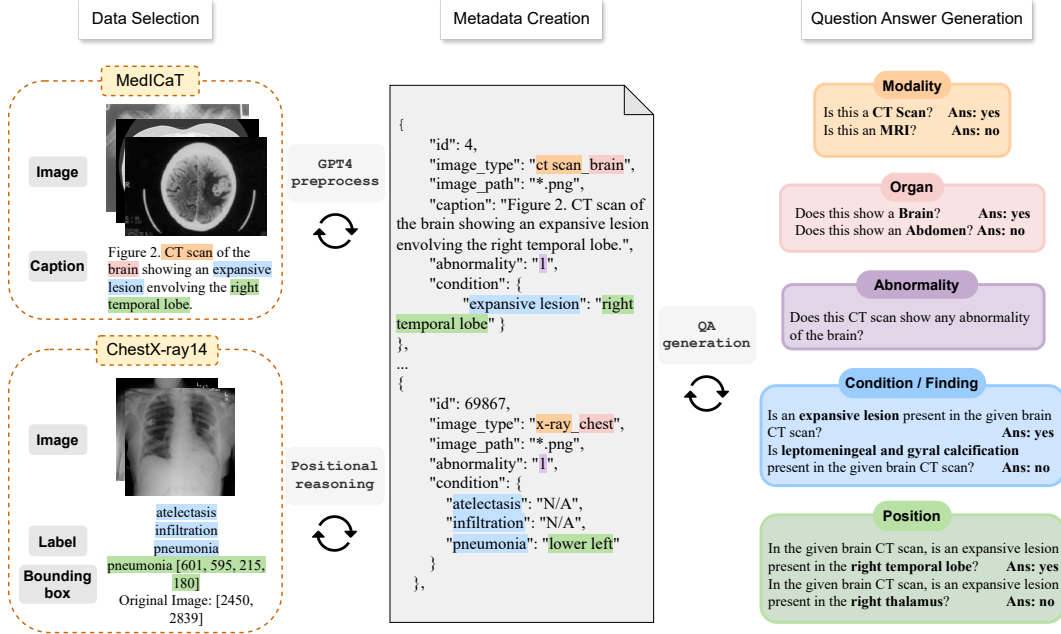 Data Selection
Metadata Creation
Question Answer Generation
MedICaT
Image
Caption
Figure 2. CT scan of the
brain showing an expansive
lesion envolving the right
temporal lobe.
ChestX-ray14
Image
Label
Bounding
box
atelectasis
infiltration
pneumonia
pneumonia [601, 595, 215,
180]
Original Image: [2450,
2839]
GPT4
preprocess
Positional
reasoning
{
"id": 4,
"image_type": "ct scan_brain",
"image_path": "*.png",
"caption": "Figure 2. CT scan of
the brain showing an expansive
lesion envolving the right
temporal lobe.",
"abnormality": "1",
"condition": {
"expansive lesion": "right
temporal lobe" }
},
...
{
"id": 69867,
"image_type": "x-ray_chest",
"image_path": "*.png",
"abnormality": "1",
"condition": {
"atelectasis": "N/A",
"infiltration": "N/A",
"pneumonia": "lower left"
}
},
QA
generation
Modality
Is this a CT Scan? Ans: yes
Is this an MRI? Ans: no
Organ
Does this show a Brain? Ans: yes
Does this show an Abdomen? Ans: no
Abnormality
Does this CT scan show any abnormality
of the brain?
Condition / Finding
Is an expansive lesion present in the given brain
CT scan? Ans: yes
Is leptomeningeal and gyral calcification
present in the given brain CT scan? Ans: no
Position
In the given brain CT scan, is an expansive lesion
present in the right temporal lobe? Ans: yes
In the given brain CT scan, is an expansive lesion
present in the right thalamus? Ans: no